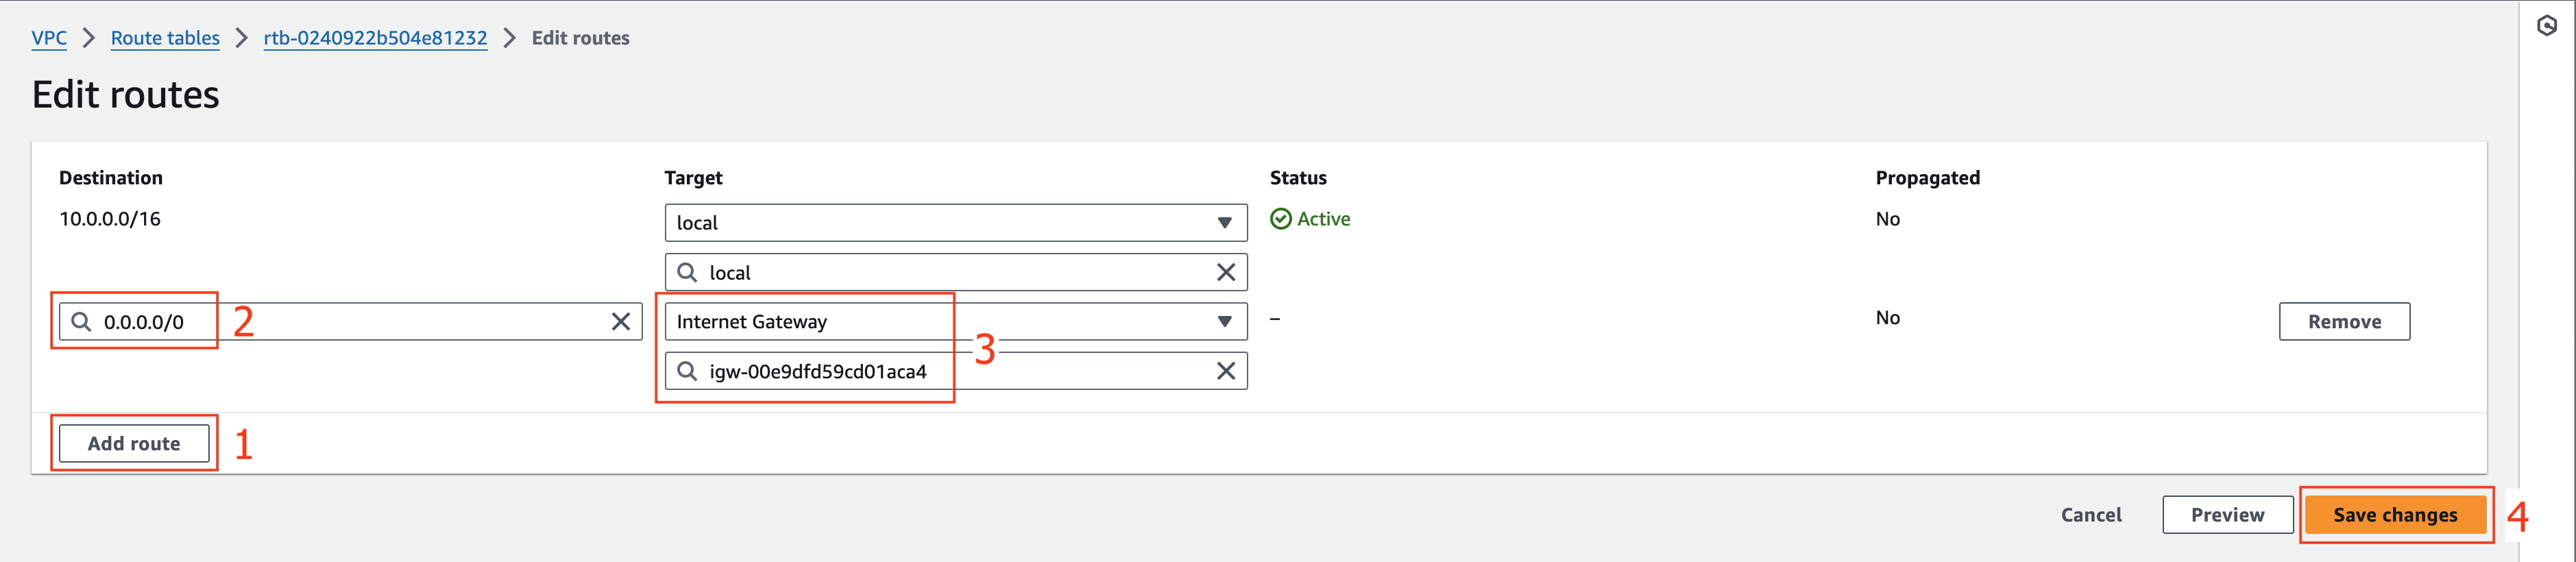 VPC > Route tables > rtb-0240922b504e81232 > Edit routes
Edit routes
Destination Target Status Propagated
10.0.0.0/16 local Active No
local
0.0.0.0/0 2 Internet Gateway – No Remove
3
igw-00e9dfd59cd01aca4
Add route 1
Cancel Preview Save changes 4